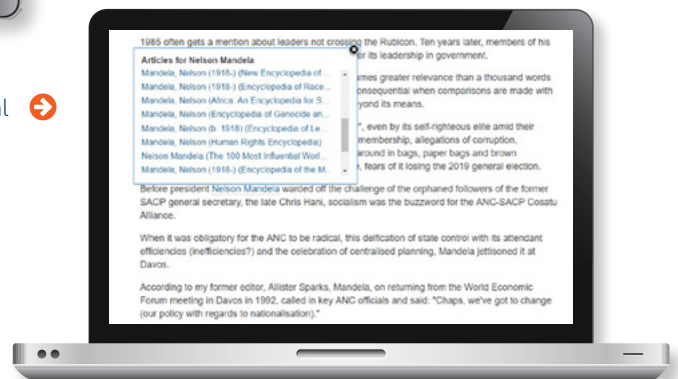 al
1985 often gets a mention about leaders not crossing the Rubicon. Ten years later, members of his
er its leadership in government.
Articles for Nelson Mandela
Mandela, Nelson (1918-) (New Encyclopedia of ...
Mandela, Nelson (1918-) (Encyclopedia of Race...
Mandela, Nelson (Africa: An Encyclopedia for S...
Mandela, Nelson (Encyclopedia of Genocide an...
Mandela, Nelson (b. 1918) (Encyclopedia of Le...
Mandela, Nelson (Human Rights Encyclopedia)
Nelson Mandela (The 100 Most Influential Worl...
Mandela, Nelson (1918-) (Encyclopedia of the M...
mes greater relevance than a thousand words
onsequential when comparisons are made with
yond its means.
", even by its self-righteous elite amid their
membership, allegations of corruption,
around in bags, paper bags and brown
, fears of it losing the 2019 general election.
Before president Nelson Mandela warded off the challenge of the orphaned followers of the former
SACP general secretary, the late Chris Hani, socialism was the buzzword for the ANC-SACP Cosatu
Alliance.
When it was obligatory for the ANC to be radical, this deification of state control with its attendant
efficiencies (inefficiencies?) and the celebration of centralised planning, Mandela jettisoned it at
Davos.
According to my former editor, Allister Sparks, Mandela, on returning from the World Economic
Forum meeting in Davos in 1992, called in key ANC officials and said: "Chaps, we've got to change
(our policy with regards to nationalisation)."